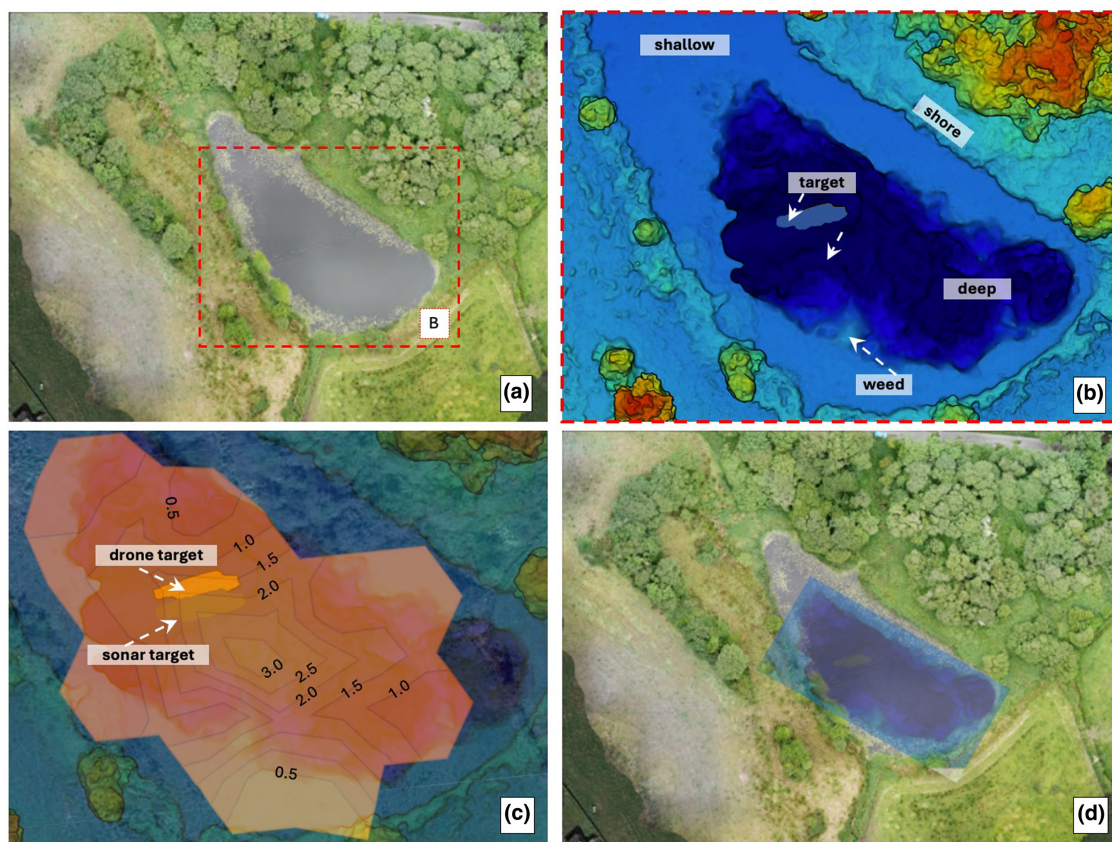 B
(a)
shallow
shore
target
deep
weed
(b)
0.5
1.0
1.5
drone target
2.0
sonar target
3.0
2.5
2.0
1.5
1.0
0.5
(c)
(d)